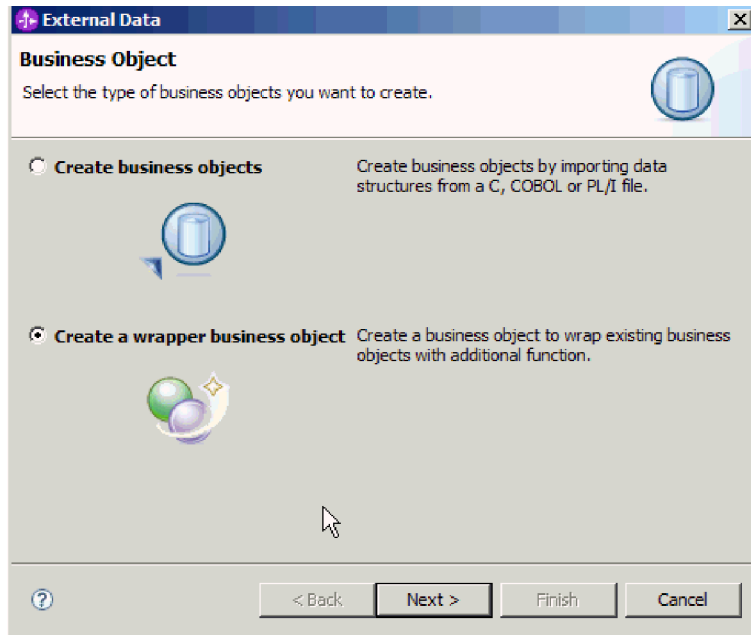 External Data
Business Object
Select the type of business objects you want to create.
Create business objects
Create business objects by importing data
structures from a C, COBOL or PL/I file.
Create a wrapper business object
Create a business object to wrap existing business
objects with additional function.
?
< Back
Next >
Finish
Cancel